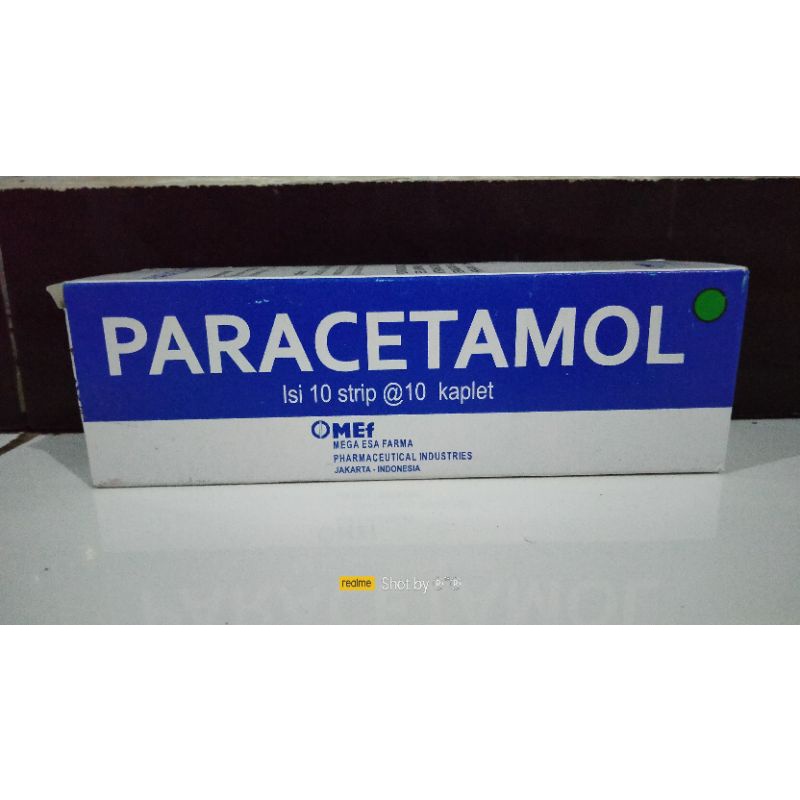 PARACETAMOL
Isi 10 strip @10 kaplet
MEf
MEGA ESA FARMA
PHARMACEUTICAL INDUSTRIES
JAKARTA - INDONESIA
realme Shot by